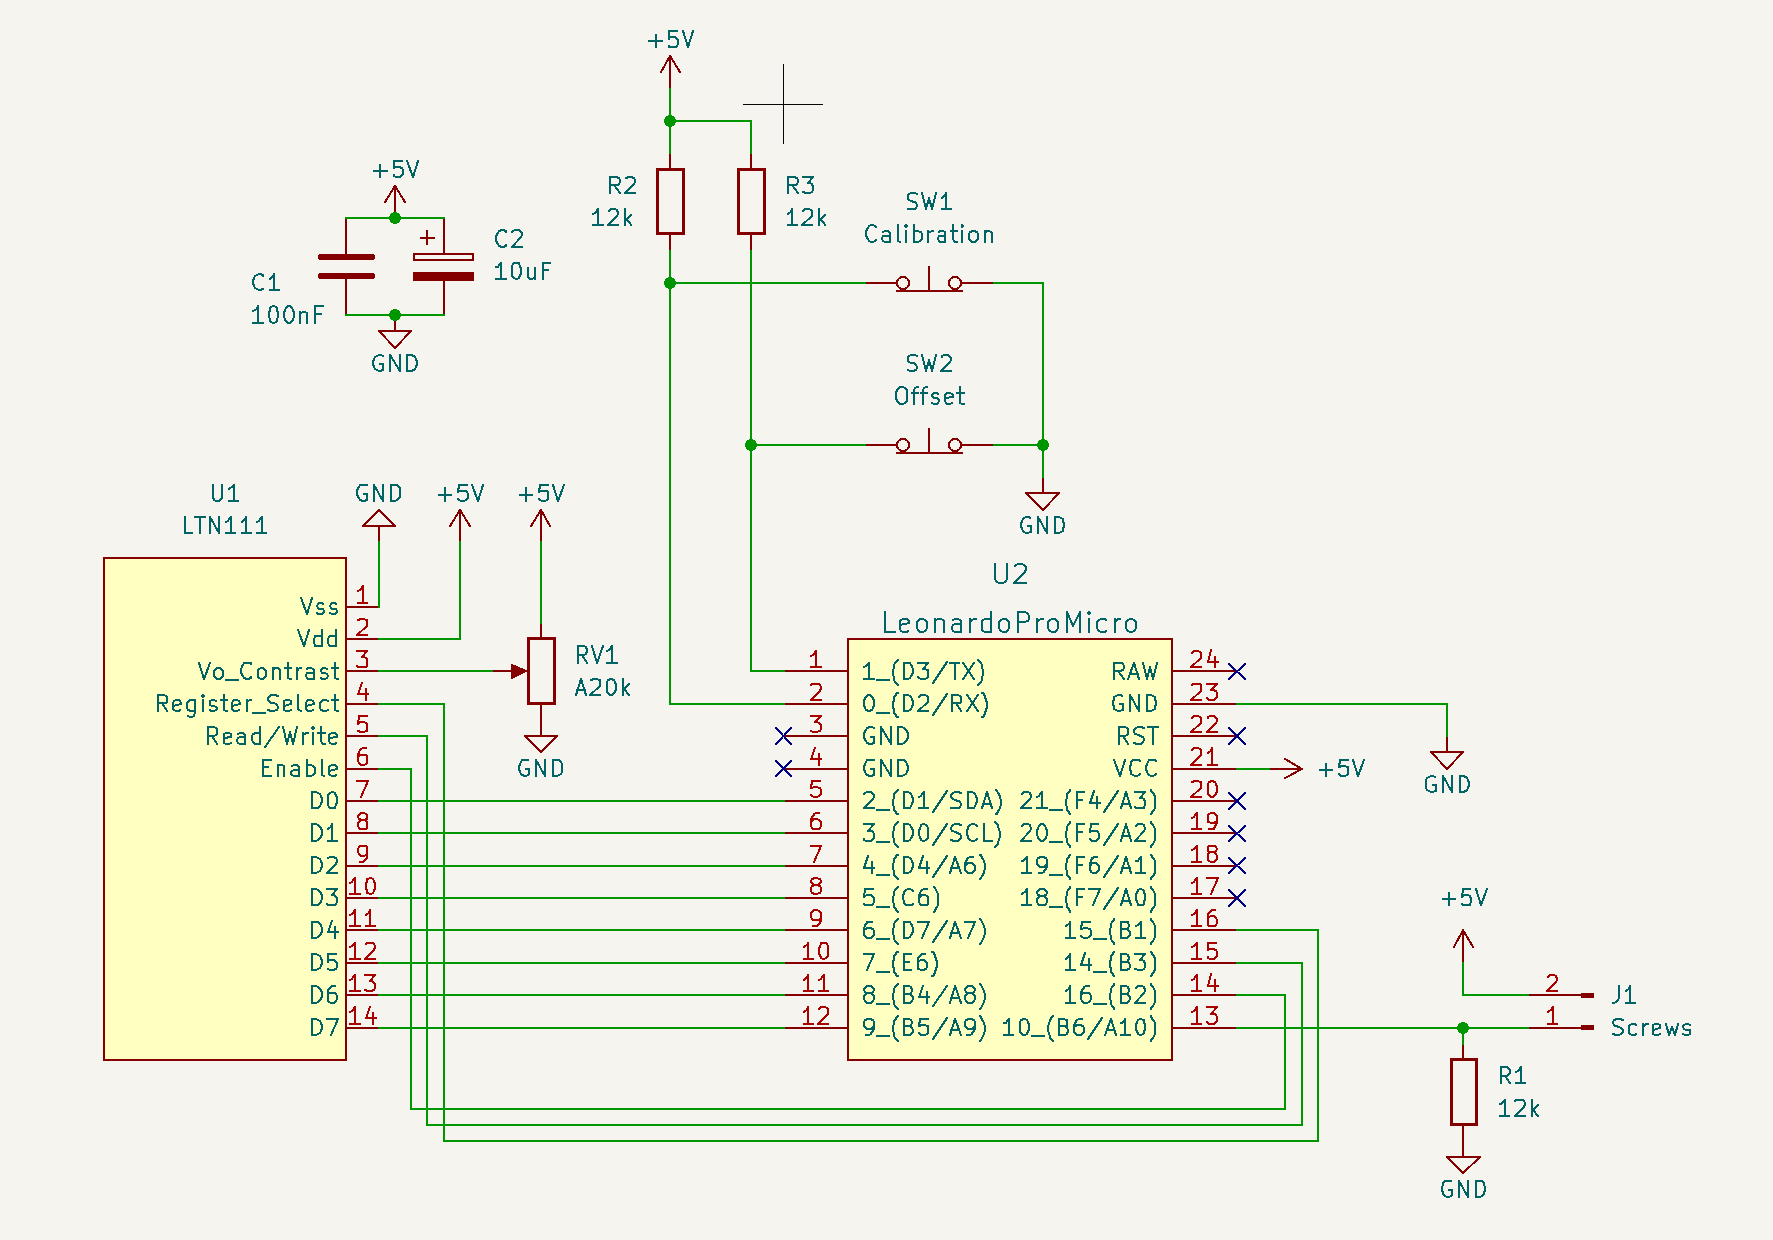 +5V
+5V
R2
12k
R3
12k
SW1
Calibration
+
C2
10uF
C1
100nF
GND
SW2
Offset
U1
LTN111
GND
+5V
+5V
GND
U2
LeonardoProMicro
Vss 1
Vdd 2
Vo_Contrast 3
Register_Select 4
Read/Write 5
Enable 6
D0 7
D1 8
D2 9
D3 10
D4 11
D5 12
D6 13
D7 14
RV1
A20k
GND
1 1_(D3/TX) RAW 24
2 0_(D2/RX) GND 23
3 GND RST 22
4 GND VCC 21
5 2_(D1/SDA) 21_(F4/A3) 20
6 3_(D0/SCL) 20_(F5/A2) 19
7 4_(D4/A6) 19_(F6/A1) 18
8 5_(C6) 18_(F7/A0) 17
9 6_(D7/A7) 15_(B1) 16
10 7_(E6) 14_(B3) 15
11 8_(B4/A8) 16_(B2) 14
12 9_(B5/A9) 10_(B6/A10) 13
+5V
GND
+5V
2
1
J1
Screws
R1
12k
GND